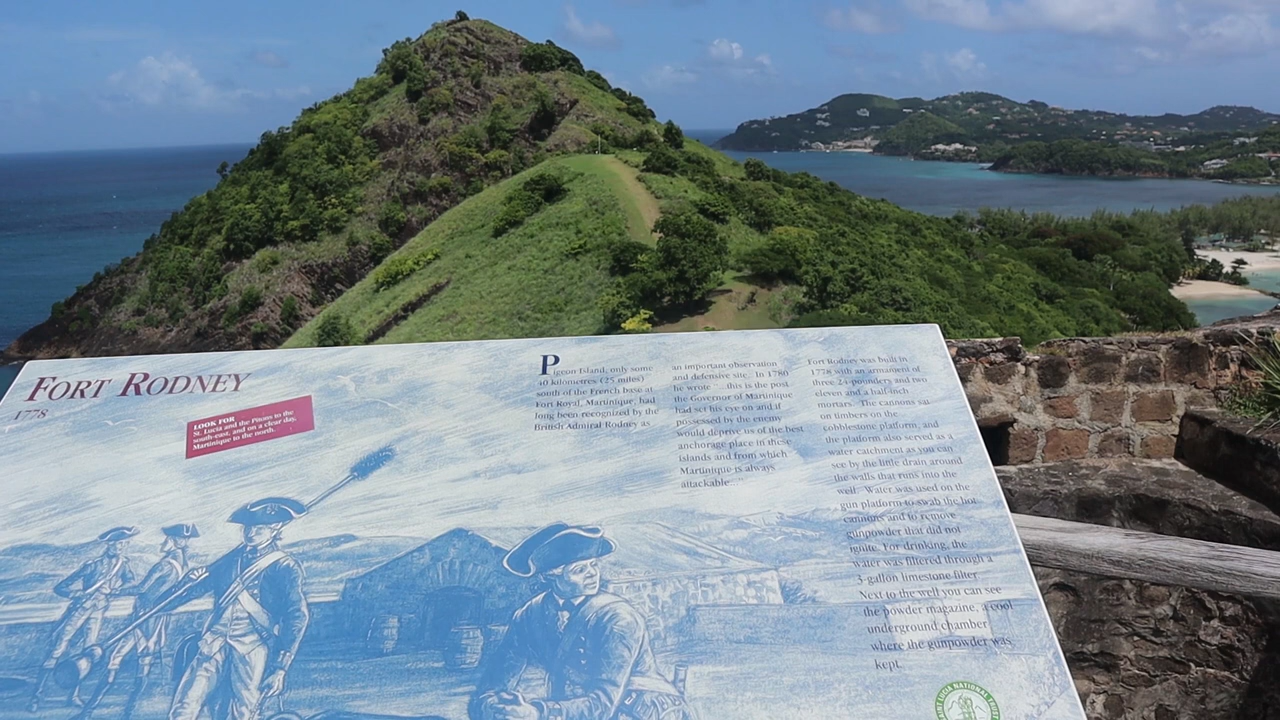 FORT RODNEY
1778
LOOK FOR
St. Lucia and the Pitons to the
south-east, and on a clear day,
Martinique to the north.
Pigeon Island, only some
40 kilometres (25 miles)
south of the French base at
Fort Royal, Martinique, had
long been recognized by the
British Admiral Rodney as
an important observation
and defensive site. In 1780
he wrote "...this is the post
the Governor of Martinique
had set his eye on and if
possessed by the enemy
would deprive us of the best
anchorage place in these
islands and from which
Martinique is always
attackable..."
Fort Rodney was built in
1778 with an armament of
three 24-pounders and two
eleven and a half-inch
mortars. The cannons sat
on timbers on the
cobblestone platform, and
the platform also served as a
water catchment as you can
see by the little drain around
the walls that runs into the
well. Water was used on the
gun platform to swab the hot
cannons and to remove
gunpowder that did not
ignite. For drinking, the
water was filtered through a
3-gallon limestone filter.
Next to the well you can see
the powder magazine, a cool
underground chamber
where the gunpowder was
kept.
SAINT LUCIA NATIONAL TRUST